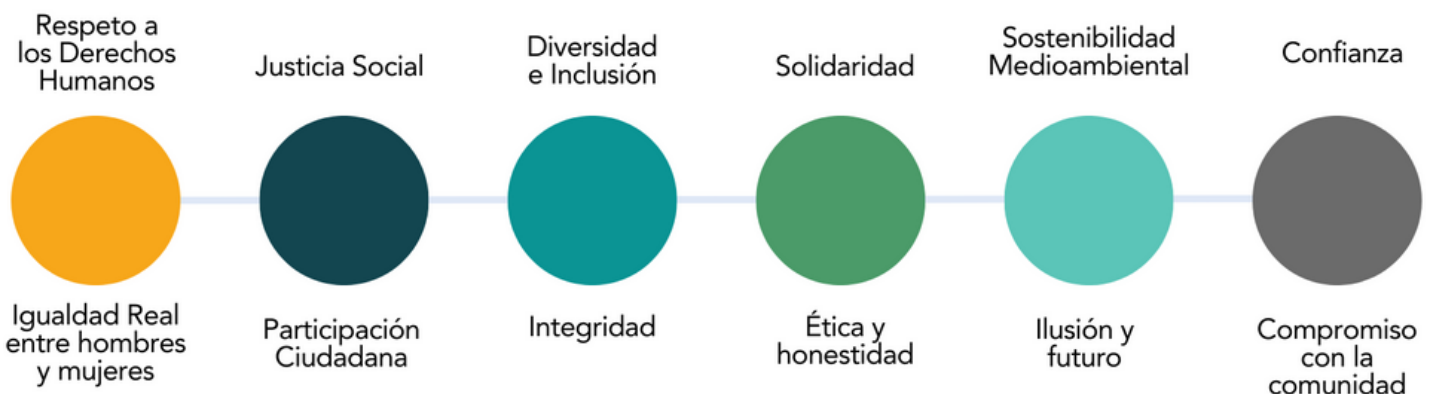 Respeto a
los Derechos
Humanos
Justicia Social
Diversidad
e Inclusión
Solidaridad
Sostenibilidad
Medioambiental
Confianza
Igualdad Real
entre hombres
y mujeres
Participación
Ciudadana
Integridad
Ética y
honestidad
Ilusión y
futuro
Compromiso
con la
comunidad